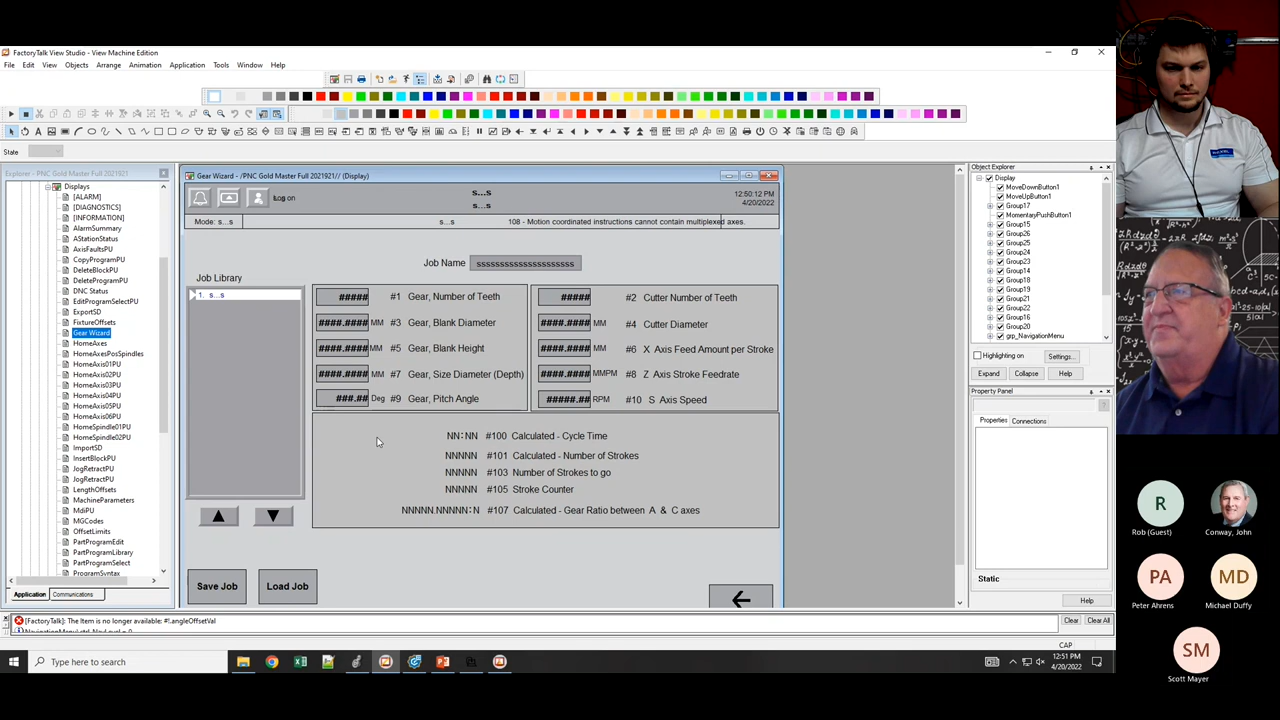 FactoryTalk View Studio - View Machine Edition
File Edit View Objects Arrange Animation Application Tools Window Help
State
Explorer - PNC Gold Master Full 2021921
Displays
[ALARM]
[DIAGNOSTICS]
[INFORMATION]
AlarmSummary
AStationStatus
AxisFaultsPU
CopyProgramPU
DeleteBlockPU
DeleteProgramPU
DNC Status
EditProgramSelectPU
ExportSD
FixtureOffsets
Gear Wizard
HomeAxes
HomeAxesPosSpindles
HomeAxis01PU
HomeAxis02PU
HomeAxis03PU
HomeAxis04PU
HomeAxis05PU
HomeAxis06PU
HomeSpindle01PU
HomeSpindle02PU
ImportSD
InsertBlockPU
JogRetractPU
JogRetractPU
LengthOffsets
MachineParameters
MdiPU
MGCodes
OffsetLimits
PartProgramEdit
PartProgramLibrary
PartProgramSelect
ProgramSyntax
Application Communications
Gear Wizard - /PNC Gold Master Full 2021921// (Display)
Log on
s...s
s...s
12:50:12 PM
4/20/2022
Mode: s...s
s...s
108 - Motion coordinated instructions cannot contain multiplexed axes.
Job Name ssssssssssssssssssss
Job Library
1. s...s
##### #1 Gear, Number of Teeth
####.#### MM #3 Gear, Blank Diameter
####.#### MM #5 Gear, Blank Height
####.#### MM #7 Gear, Size Diameter (Depth)
###.## Deg #9 Gear, Pitch Angle
##### #2 Cutter Number of Teeth
####.#### MM #4 Cutter Diameter
####.#### MM #6 X Axis Feed Amount per Stroke
####.#### MMPM #8 Z Axis Stroke Feedrate
#####.## RPM #10 S Axis Speed
NN:NN #100 Calculated - Cycle Time
NNNNN #101 Calculated - Number of Strokes
NNNNN #103 Number of Strokes to go
NNNNN #105 Stroke Counter
NNNNN.NNNNN:N #107 Calculated - Gear Ratio between A & C axes
Save Job
Load Job
Object Explorer
Display
MoveDownButton1
MoveUpButton1
Group17
MomentaryPushButton1
Group15
Group26
Group25
Group24
Group23
Group14
Group18
Group19
Group21
Group22
Group16
Group20
grp_NavigationMenu
Highlighting on Settings...
Expand Collapse Help
Property Panel
Properties Connections
Static
Help
[FactoryTalk]: The Item is no longer available: #!.angleOffsetVal
Clear Clear All
CAP
Type here to search
12:51 PM
4/20/2022
R
Rob (Guest)
Conway, John
PA
Peter Ahrens
MD
Michael Duffy
SM
Scott Mayer